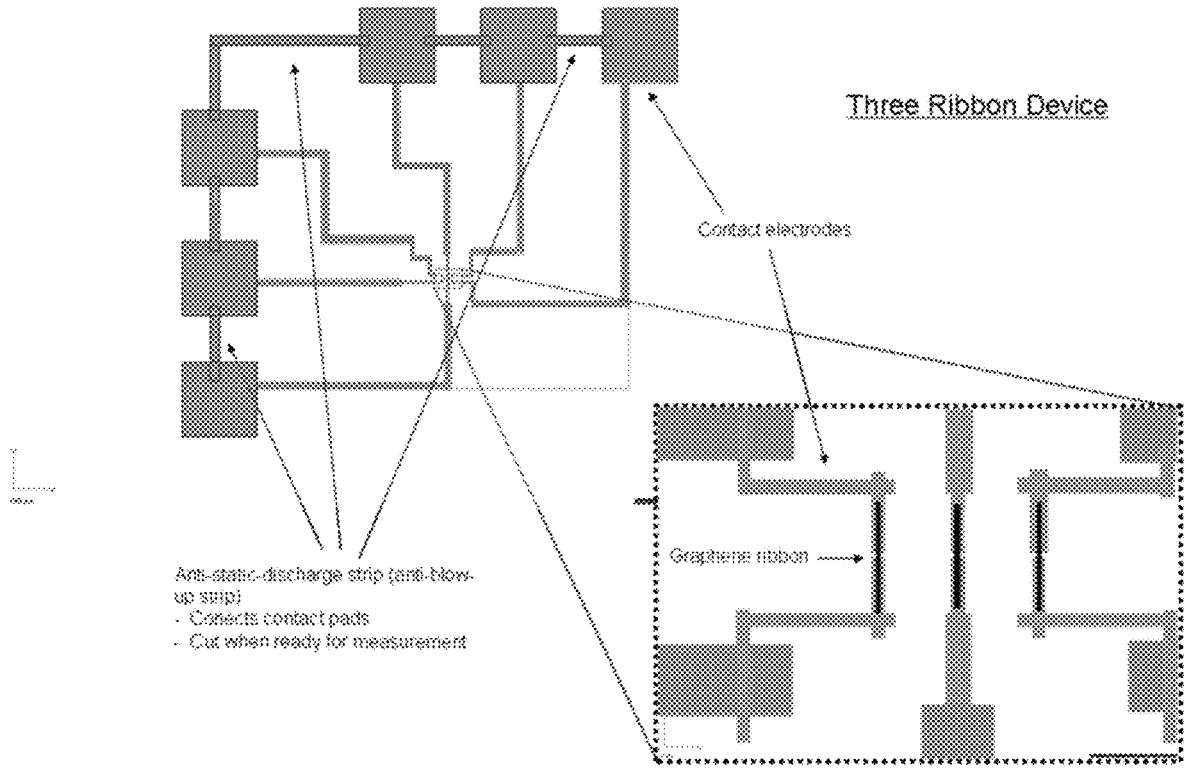 Three Ribbon Device
Contact electrodes
Graphene ribbon
Anti-static-discharge strip (anti-blow-
up strip)
- Conects contact pads
- Cut when ready for measurement